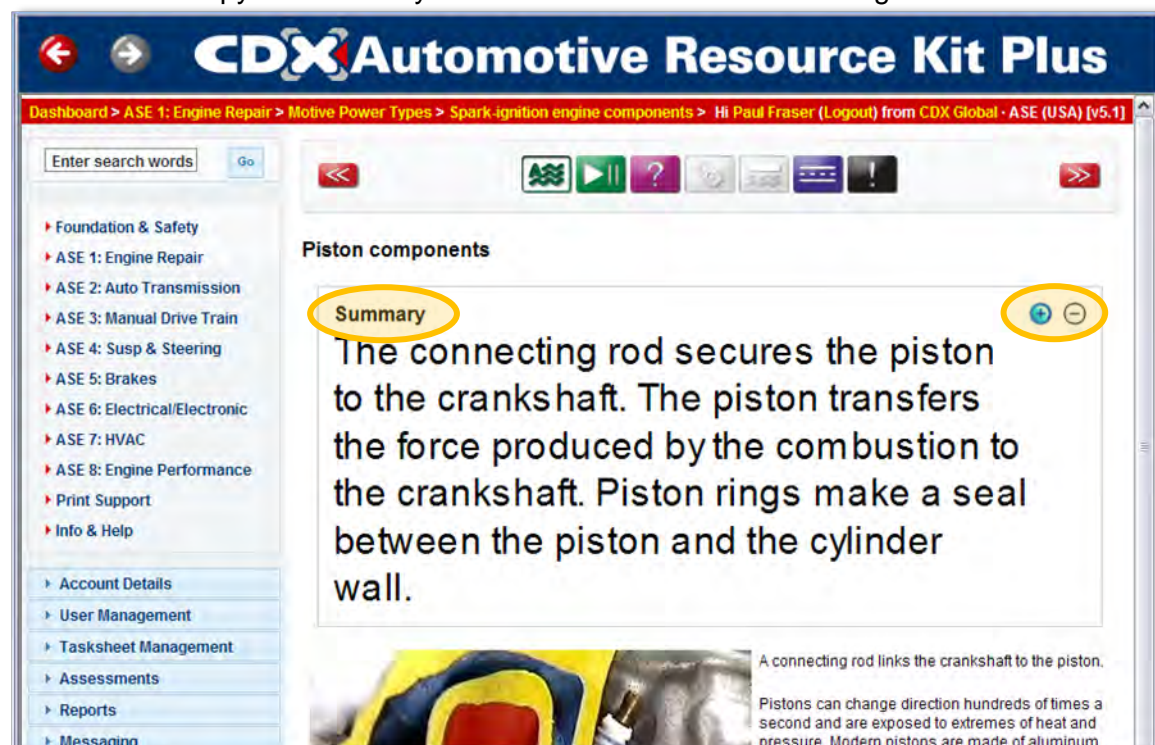 CDX Automotive Resource Kit Plus
Dashboard > ASE 1: Engine Repair > Motive Power Types > Spark-ignition engine components > Hi Paul Fraser (Logout) from CDX Global · ASE (USA) [v5.1]
Enter search words Go
Foundation & Safety
ASE 1: Engine Repair
ASE 2: Auto Transmission
ASE 3: Manual Drive Train
ASE 4: Susp & Steering
ASE 5: Brakes
ASE 6: Electrical/Electronic
ASE 7: HVAC
ASE 8: Engine Performance
Print Support
Info & Help
Account Details
User Management
Tasksheet Management
Assessments
Reports
Messaging
Piston components
Summary
The connecting rod secures the piston
to the crankshaft. The piston transfers
the force produced by the combustion to
the crankshaft. Piston rings make a seal
between the piston and the cylinder
wall.
A connecting rod links the crankshaft to the piston.
Pistons can change direction hundreds of times a
second and are exposed to extremes of heat and
pressure. Modern pistons are made of aluminum